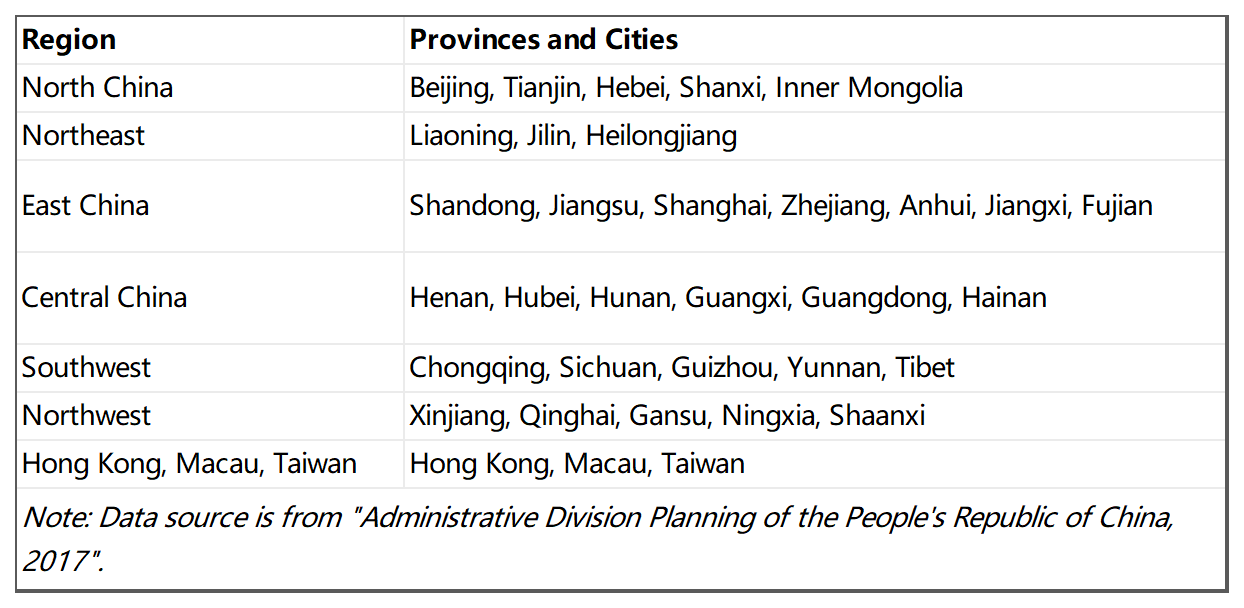 Region Provinces and Cities
North China Beijing, Tianjin, Hebei, Shanxi, Inner Mongolia
Northeast Liaoning, Jilin, Heilongjiang
East China Shandong, Jiangsu, Shanghai, Zhejiang, Anhui, Jiangxi, Fujian
Central China Henan, Hubei, Hunan, Guangxi, Guangdong, Hainan
Southwest Chongqing, Sichuan, Guizhou, Yunnan, Tibet
Northwest Xinjiang, Qinghai, Gansu, Ningxia, Shaanxi
Hong Kong, Macau, Taiwan Hong Kong, Macau, Taiwan
Note: Data source is from "Administrative Division Planning of the People's Republic of China,
2017".